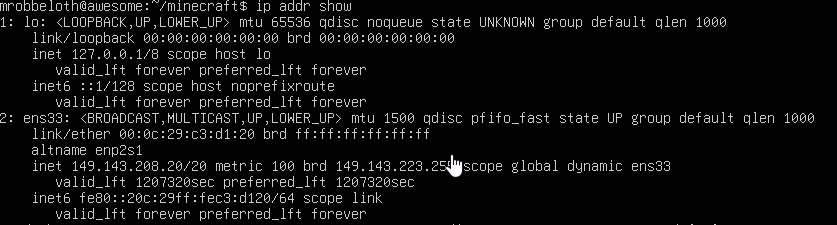 mrobbeloth@awesome:~/minecraft$ ip addr show
1: lo: <LOOPBACK,UP,LOWER_UP> mtu 65536 qdisc noqueue state UNKNOWN group default qlen 1000
link/loopback 00:00:00:00:00:00 brd 00:00:00:00:00:00
inet 127.0.0.1/8 scope host lo
valid_lft forever preferred_lft forever
inet6 ::1/128 scope host noprefixroute
valid_lft forever preferred_lft forever
2: ens33: <BROADCAST,MULTICAST,UP,LOWER_UP> mtu 1500 qdisc pfifo_fast state UP group default qlen 1000
link/ether 00:0c:29:c3:d1:20 brd ff:ff:ff:ff:ff:ff
altname enp2s1
inet 149.143.208.20/20 metric 100 brd 149.143.223.255 scope global dynamic ens33
valid_lft 1207320sec preferred_lft 1207320sec
inet6 fe80::20c:29ff:fec3:d120/64 scope link
valid_lft forever preferred_lft forever